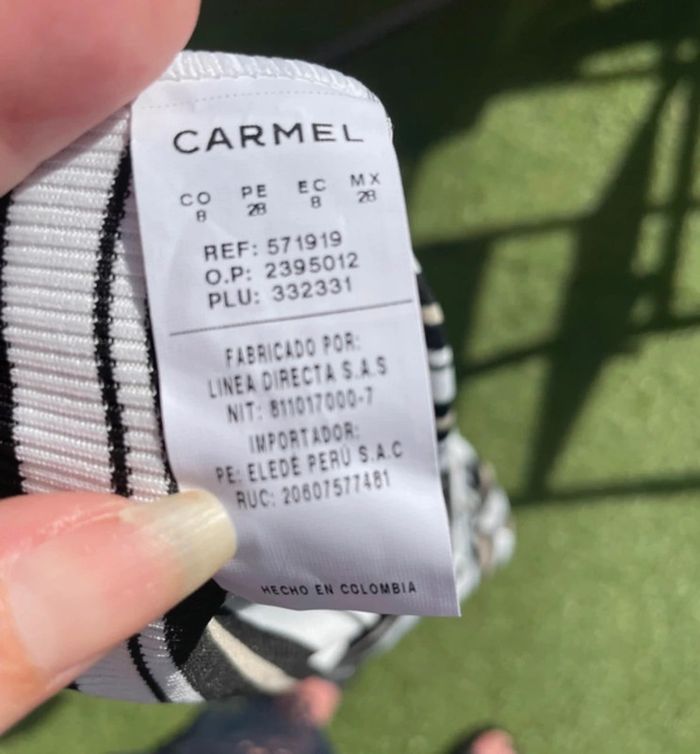 CARMEL
CO PE EC MX
8 28 8 28
REF: 571919
O.P: 2395012
PLU: 332331
FABRICADO POR:
LINEA DIRECTA S.A.S
NIT: 811017000-7
IMPORTADOR:
PE: ELEDE PERÚ S.A.C
RUC: 20607577481
HECHO EN COLOMBIA